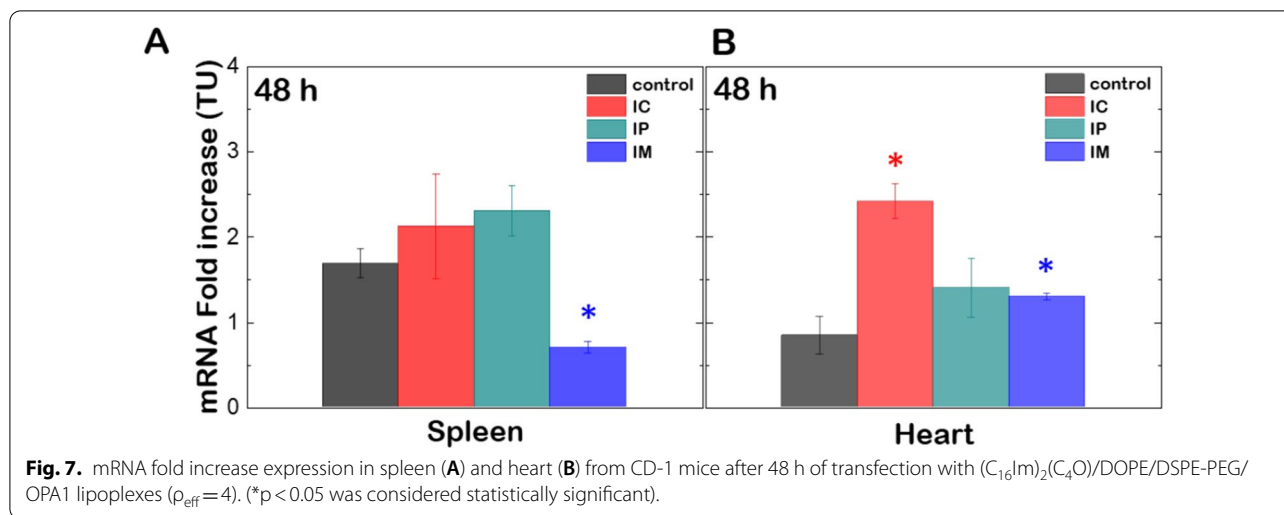 A
B
mRNA Fold increase (TU)
4
3
2
1
0
48 h
control
IC
IP
IM
*
Spleen
48 h
control
IC
IP
IM
*
*
Heart
Fig. 7. mRNA fold increase expression in spleen (A) and heart (B) from CD-1 mice after 48 h of transfection with (C₁₆Im)₂(C₄O)/DOPE/DSPE-PEG/
OPA1 lipoplexes (ρeff = 4). (*p < 0.05 was considered statistically significant).